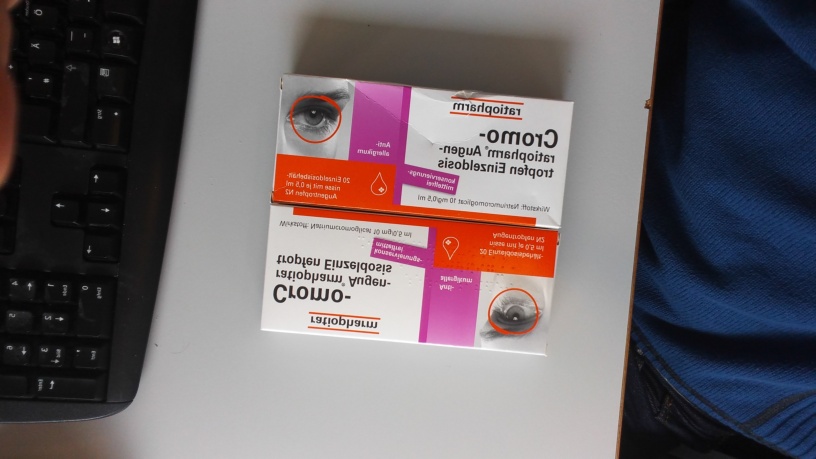 ratiopharm
Cromo-
ratiopharm® Augen-
tropfen Einzeldosis
konservierungs-
mittelfrei
Wirkstoff: Natriumcromoglicat 10 mg/0,5 ml
Anti-
allergikum
20 Einzeldosisbehält-
nisse mit je 0,5 ml
Augentropfen N2
ratiopharm
Cromo-
ratiopharm® Augen-
tropfen Einzeldosis
konservierungs-
mittelfrei
Wirkstoff: Natriumcromoglicat 10 mg/0,5 ml
Anti-
allergikum
20 Einzeldosisbehält-
nisse mit je 0,5 ml
Augentropfen N2